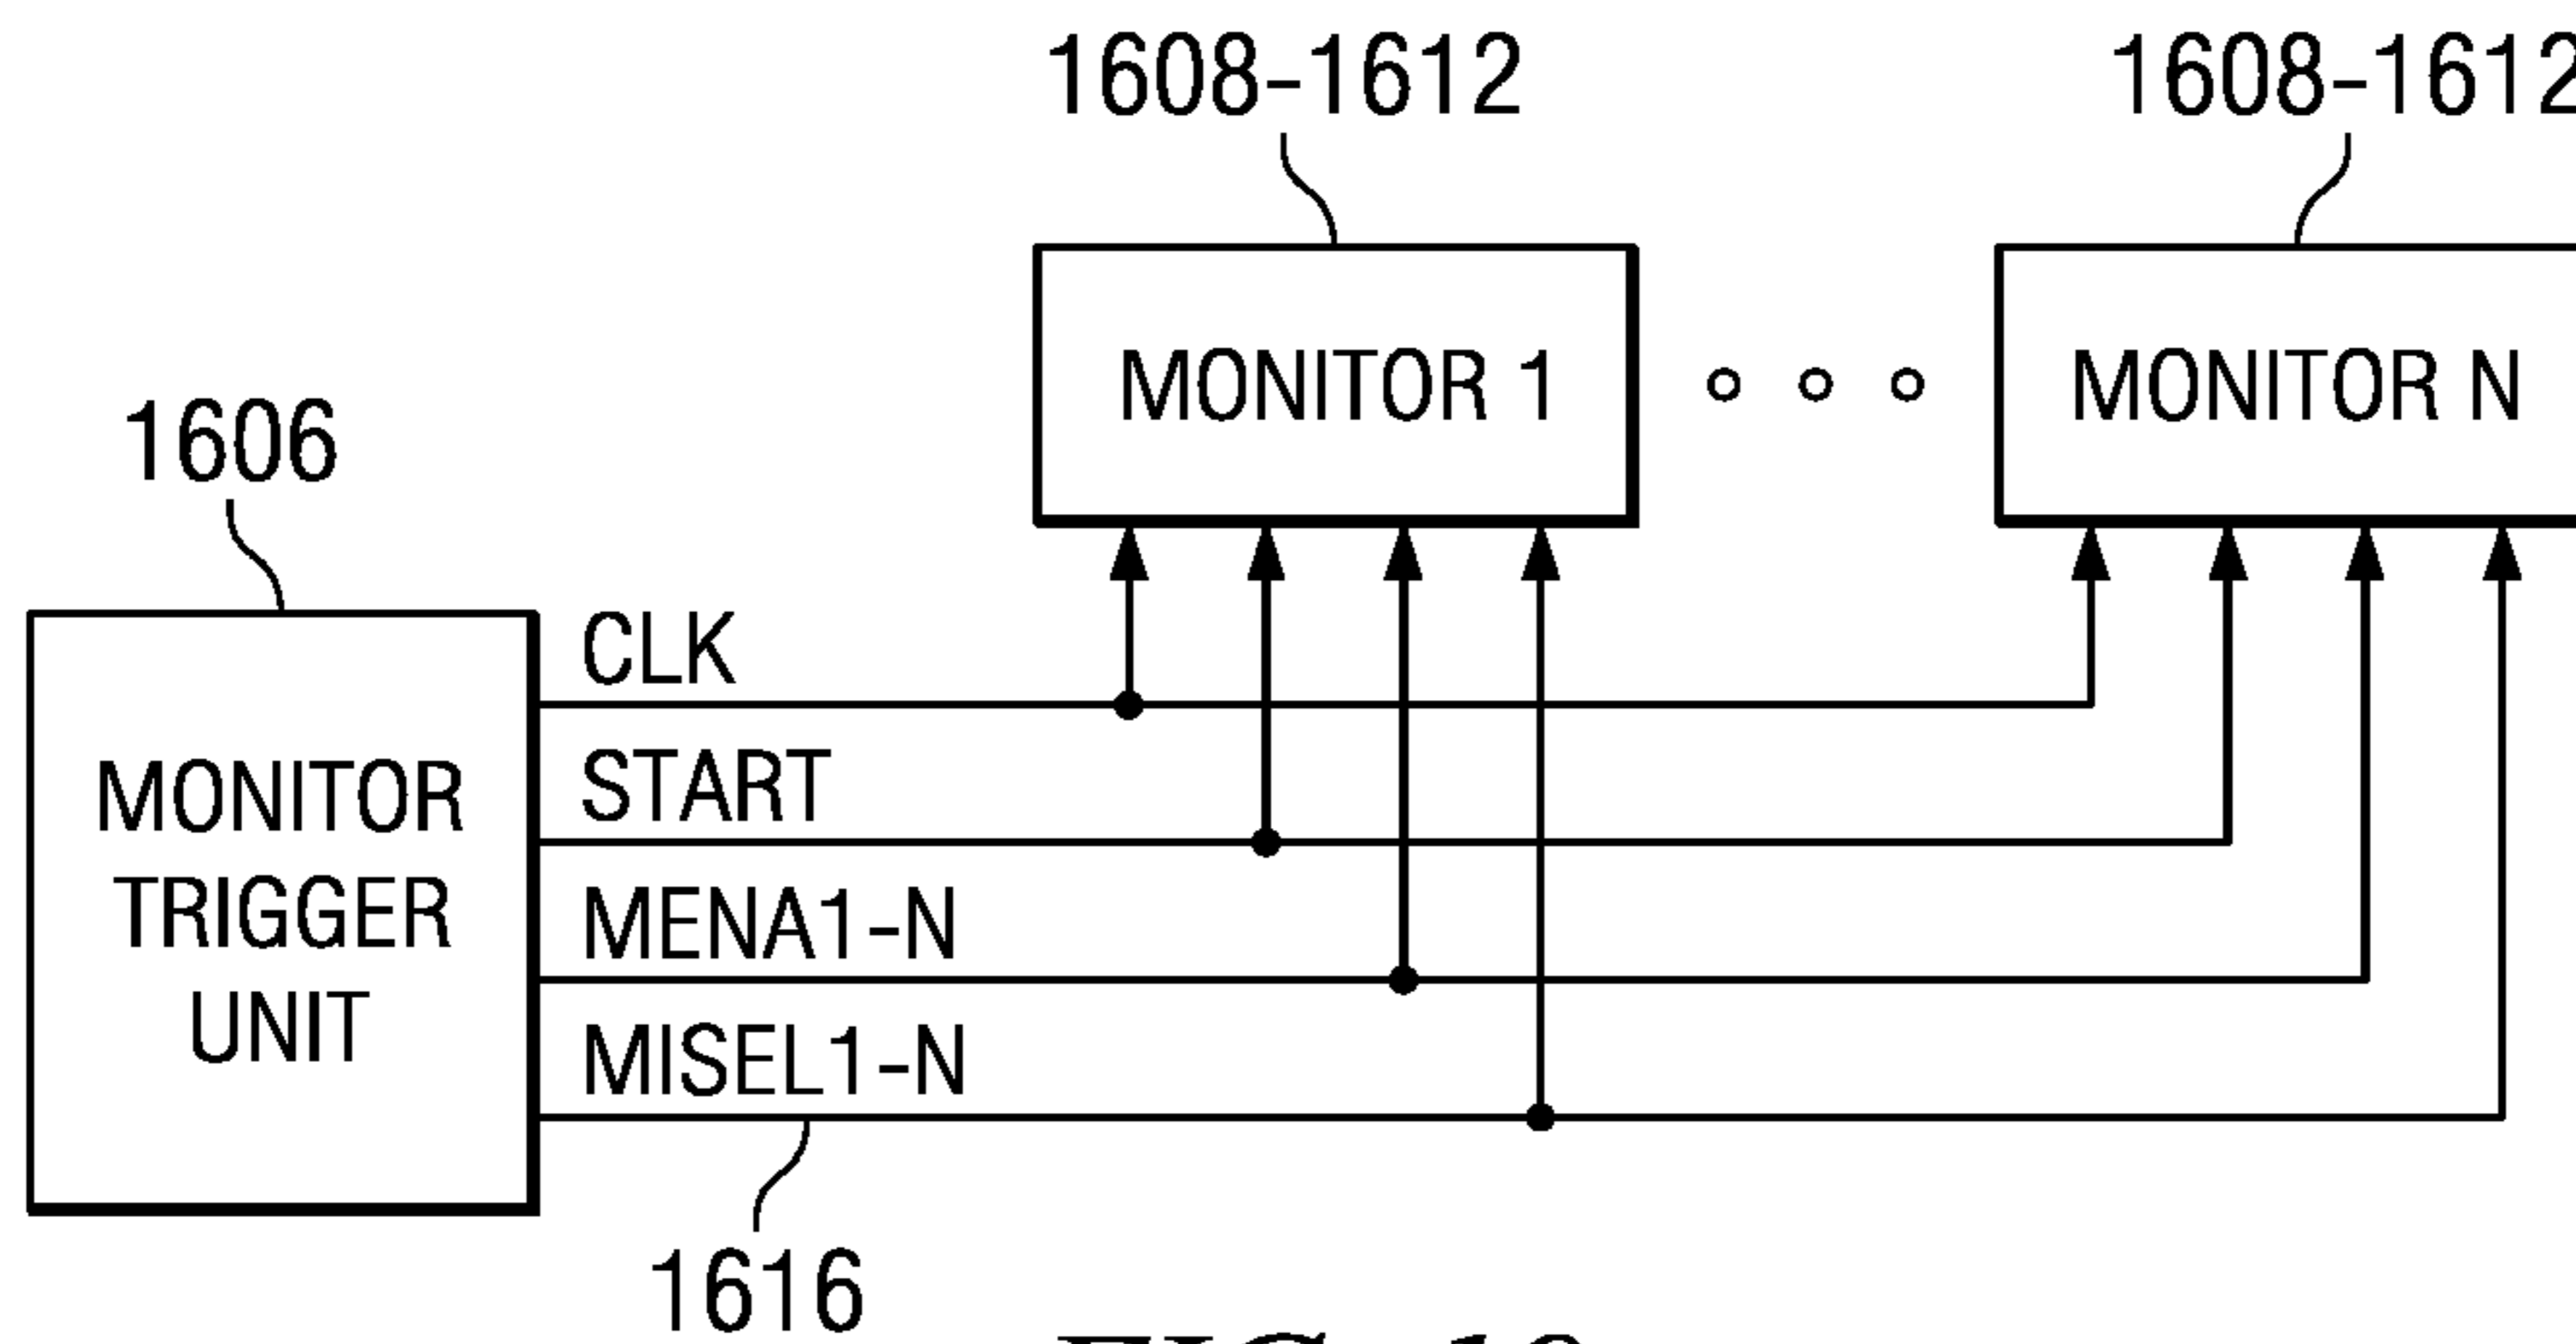 1608-1612
1608-1612
MONITOR 1
MONITOR N
1606
MONITOR
TRIGGER
UNIT
CLK
START
MENA1-N
MISEL1-N
1616